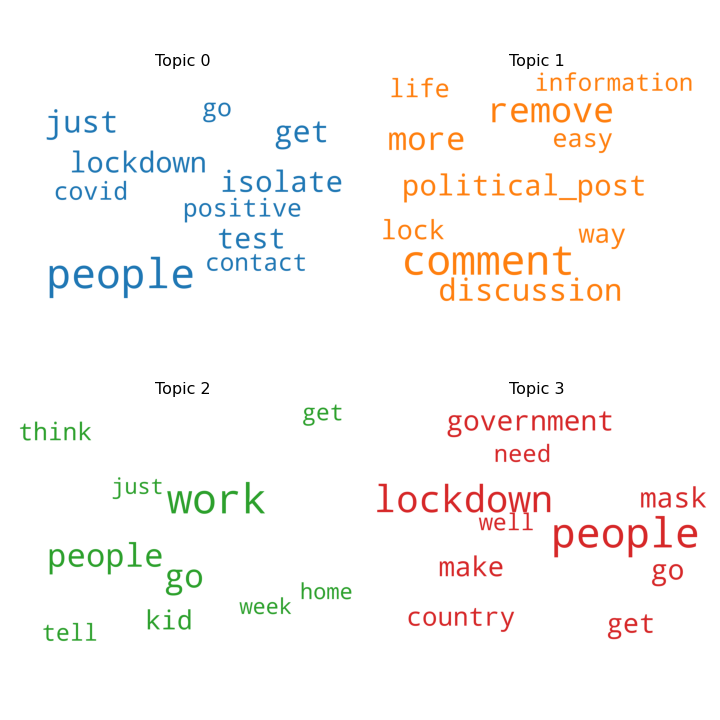 Topic 0
go
just
get
lockdown
isolate
covid
positive
test
contact
people
Topic 1
information
life
remove
more
easy
political_post
lock
way
comment
discussion
Topic 2
get
think
just
work
people
go
home
week
kid
tell
Topic 3
government
need
lockdown
mask
well
people
make
go
country
get